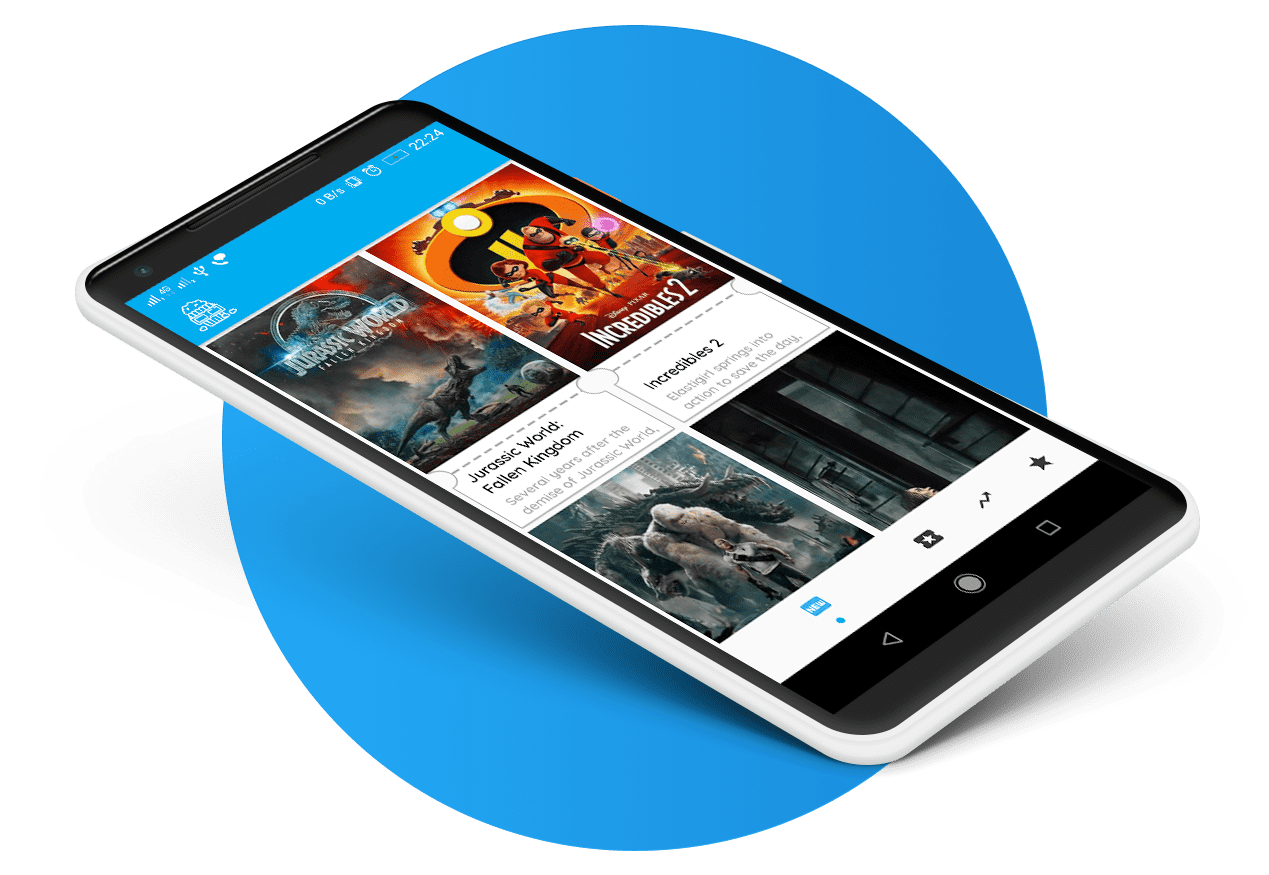 0 B/s 22:24
4G
JURASSIC WORLD
FALLEN KINGDOM
Disney PIXAR
INCREDIBLES 2
Jurassic World:
Fallen Kingdom
Several years after the
demise of Jurassic World,
Incredibles 2
Elastigirl springs into
action to save the day,
NEW